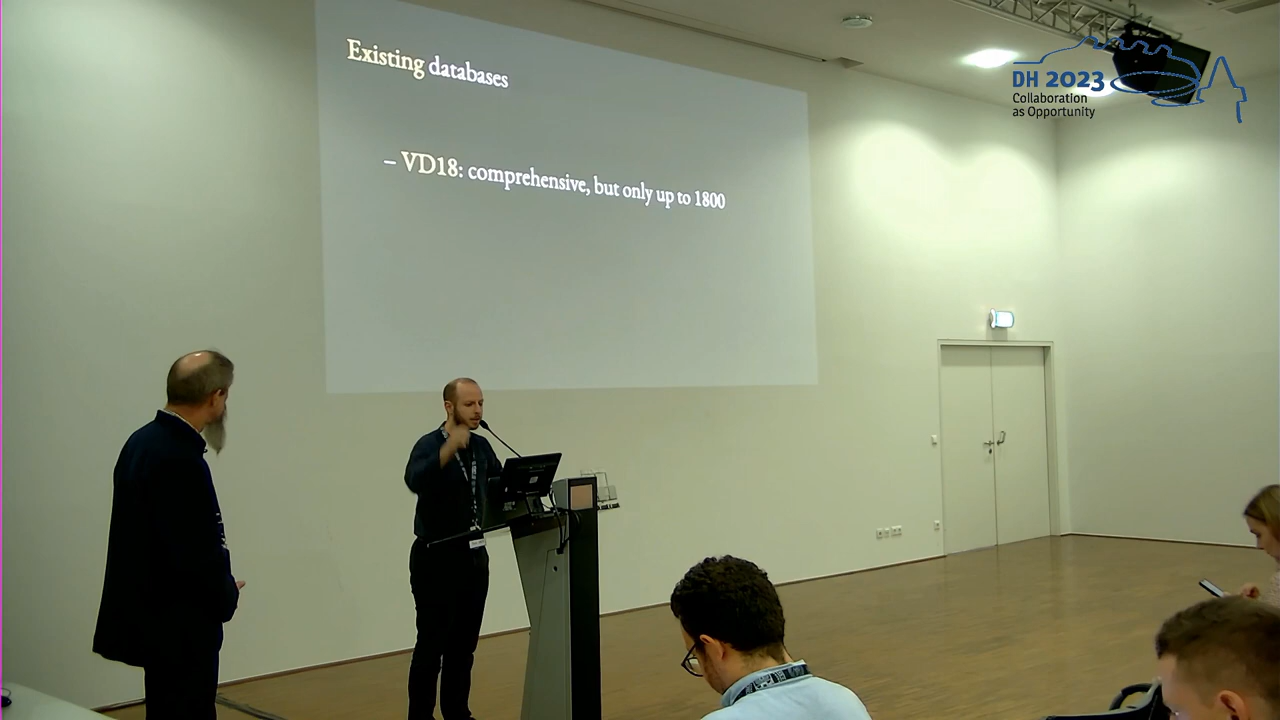 Existing databases
– VD18: comprehensive, but only up to 1800
DH 2023
Collaboration
as Opportunity